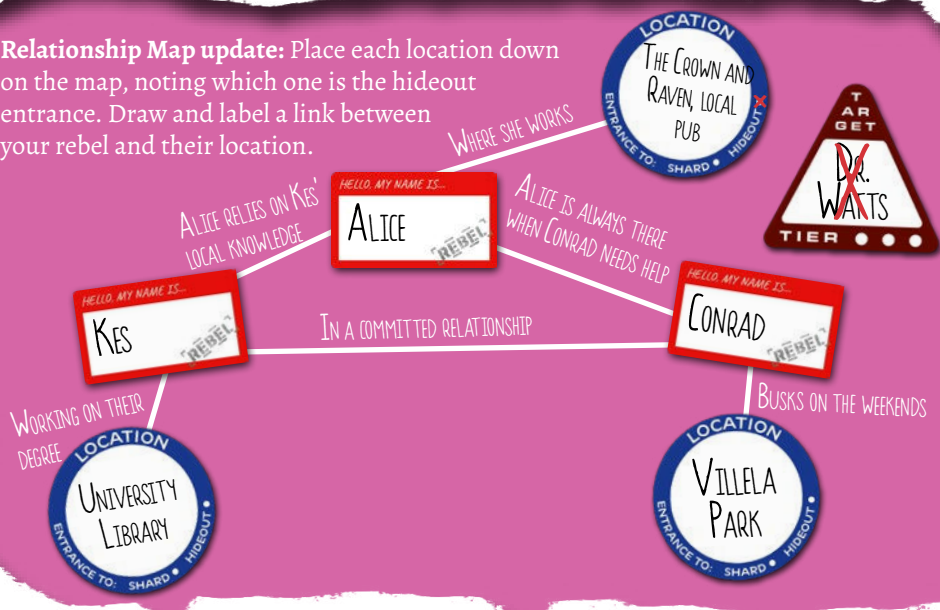 Relationship Map update: Place each location down
on the map, noting which one is the hideout
entrance. Draw and label a link between
your rebel and their location.
LOCATION
The Crown and
Raven, local
pub
ENTRANCE TO: SHARD • HIDEOUT
TAR
GET
Dr.
Watts
TIER
Where she works
Alice relies on Kes'
local knowledge
HELLO, MY NAME IS...
Alice
REBEL
Alice is always there
when Conrad needs help
HELLO, MY NAME IS...
Kes
REBEL
In a committed relationship
HELLO, MY NAME IS...
Conrad
REBEL
Working on their
degree
LOCATION
University
Library
ENTRANCE TO: SHARD • HIDEOUT •
Busks on the weekends
LOCATION
Villela
Park
ENTRANCE TO: SHARD • HIDEOUT •